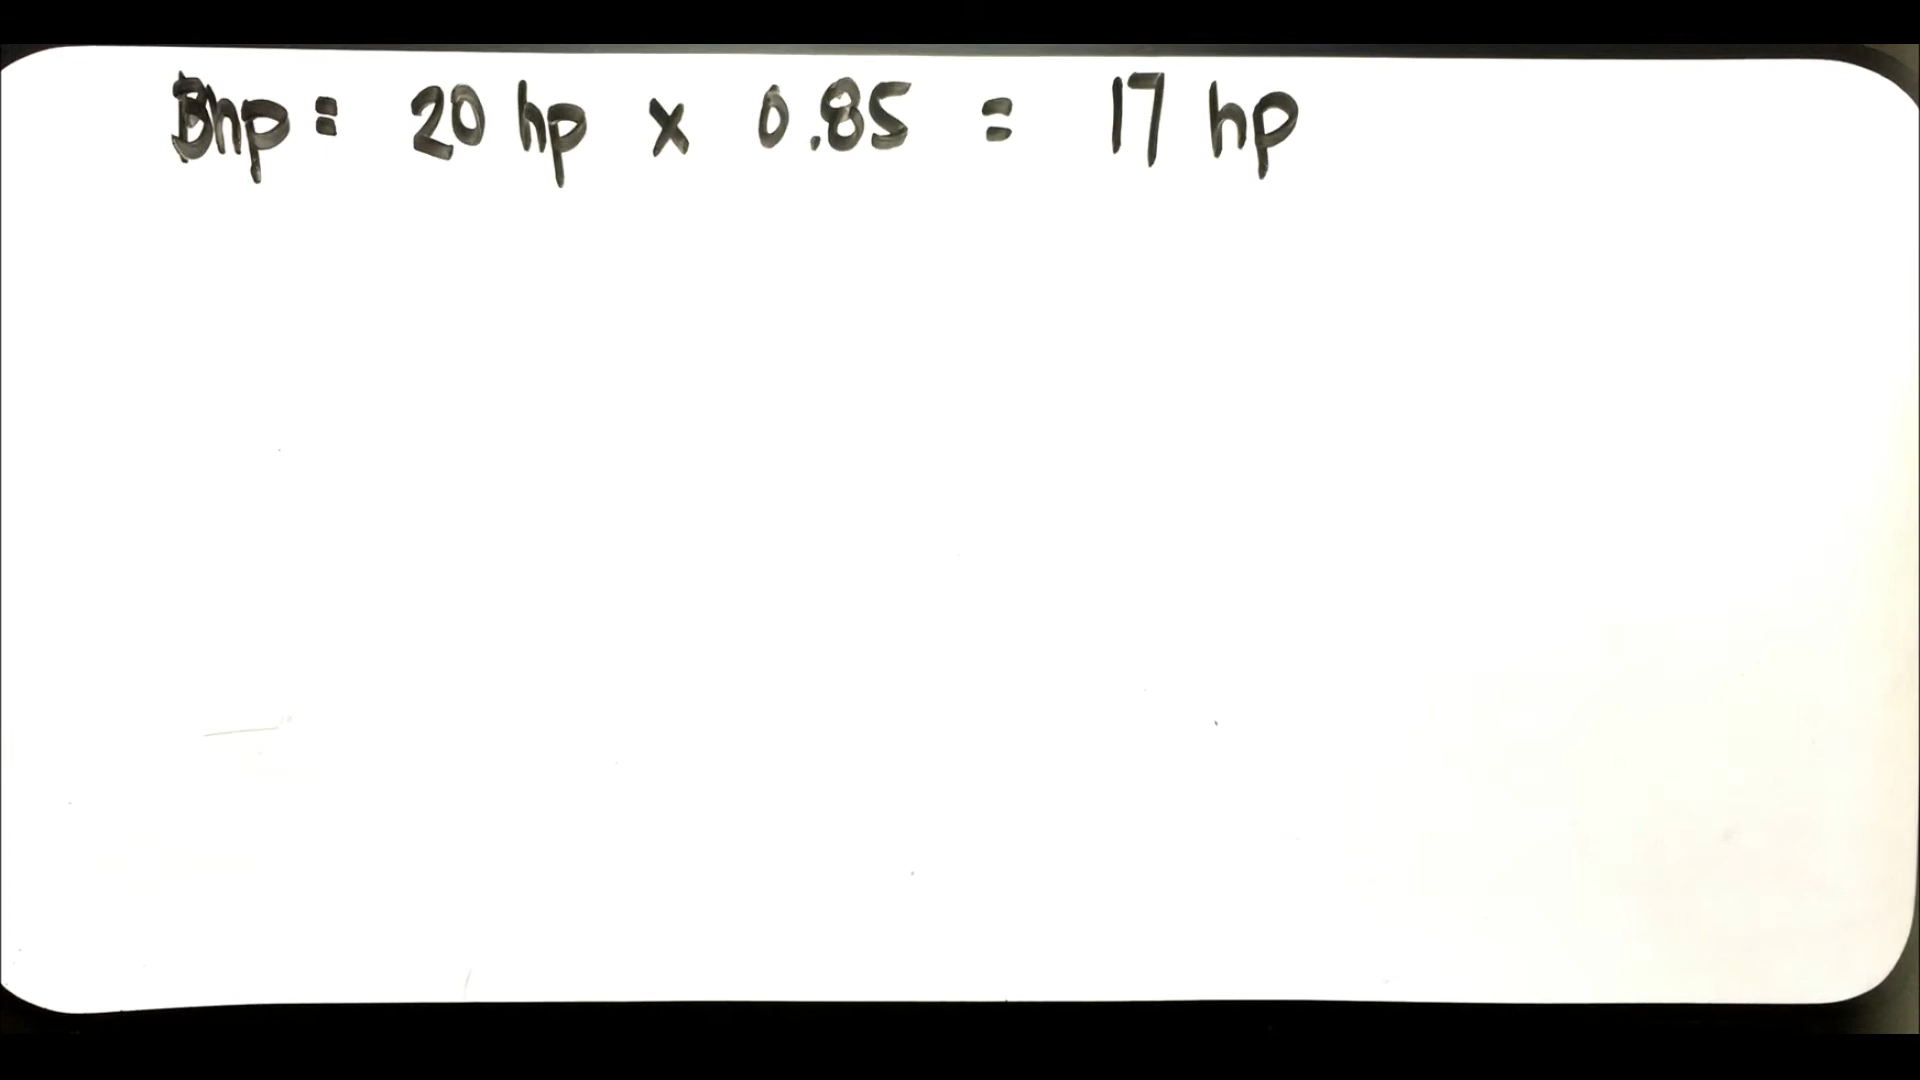 Bhp = 20 hp x 0.85 = 17 hp